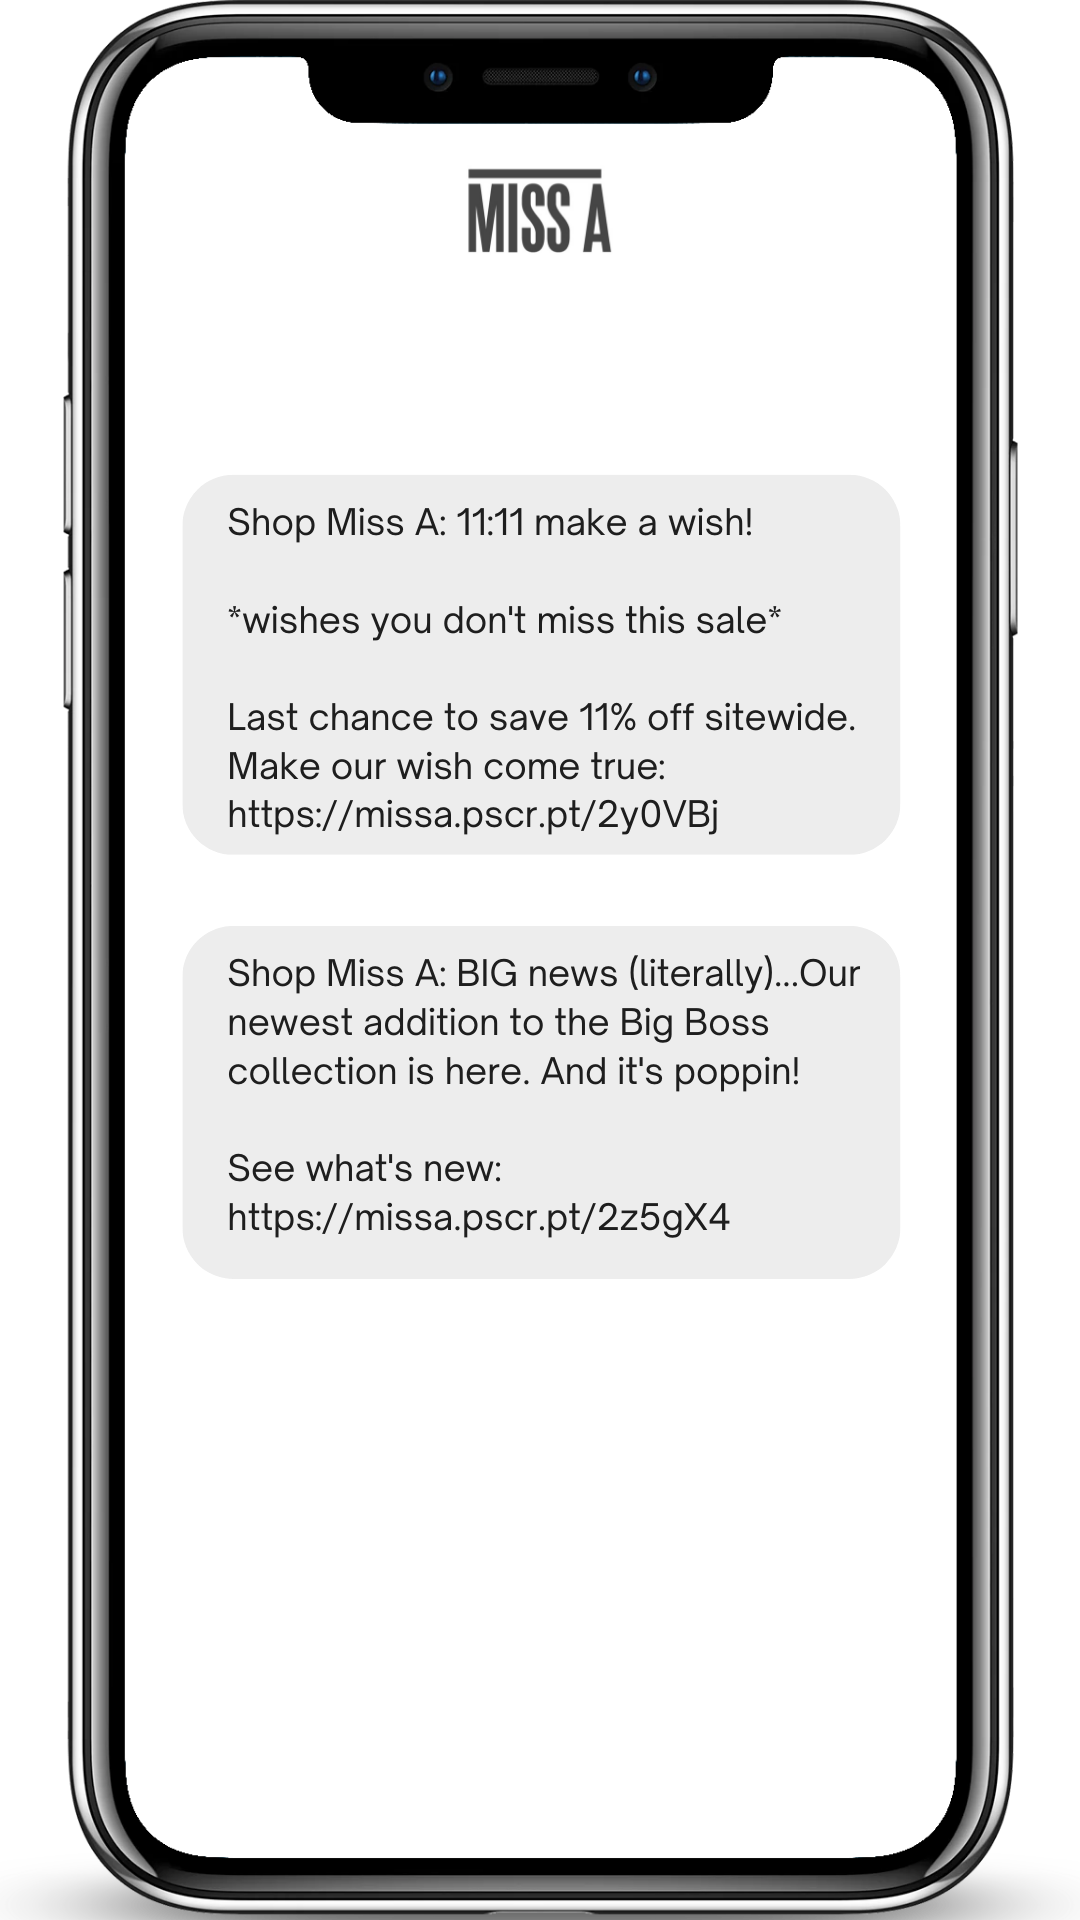 MISS A
Shop Miss A: 11:11 make a wish!
*wishes you don't miss this sale*
Last chance to save 11% off sitewide.
Make our wish come true:
https://missa.pscr.pt/2y0VBj
Shop Miss A: BIG news (literally)...Our
newest addition to the Big Boss
collection is here. And it's poppin!
See what's new:
https://missa.pscr.pt/2z5gX4